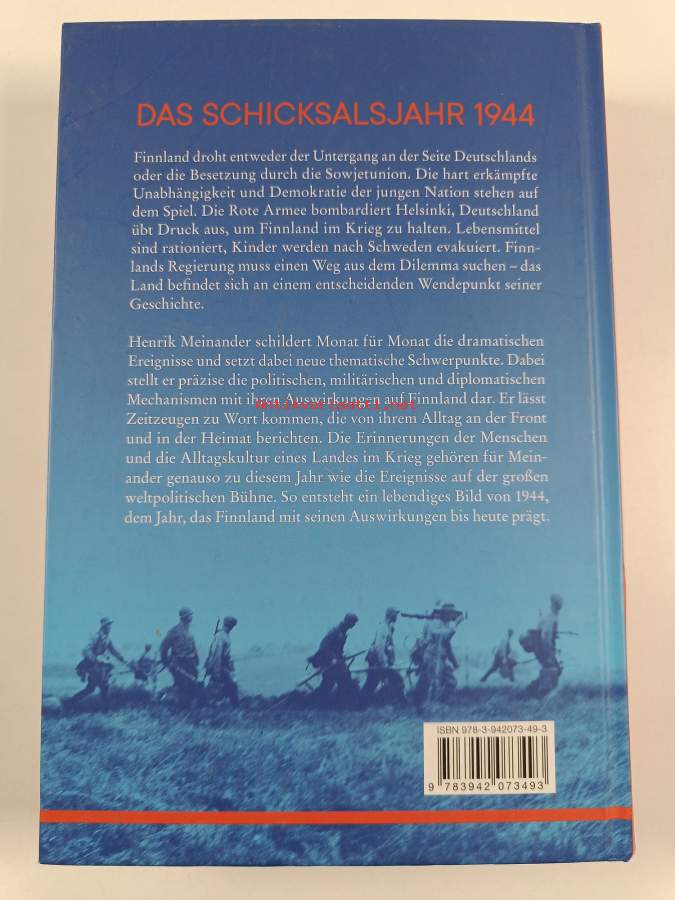 DAS SCHICKSALSJAHR 1944
Finnland droht entweder der Untergang an der Seite Deutschlands
oder die Besetzung durch die Sowjetunion. Die hart erkämpfte
Unabhängigkeit und Demokratie der jungen Nation stehen auf
dem Spiel. Die Rote Armee bombardiert Helsinki, Deutschland
übt Druck aus, um Finnland im Krieg zu halten. Lebensmittel
sind rationiert, Kinder werden nach Schweden evakuiert. Finn-
lands Regierung muss einen Weg aus dem Dilemma suchen – das
Land befindet sich an einem entscheidenden Wendepunkt seiner
Geschichte.
Henrik Meinander schildert Monat für Monat die dramatischen
Ereignisse und setzt dabei neue thematische Schwerpunkte. Dabei
stellt er präzise die politischen, militärischen und diplomatischen
Mechanismen mit ihren Auswirkungen auf Finnland dar. Er lässt
Zeitzeugen zu Wort kommen, die von ihrem Alltag an der Front
und in der Heimat berichten. Die Erinnerungen der Menschen
und die Alltagskultur eines Landes im Krieg gehören für Mein-
ander genauso zu diesem Jahr wie die Ereignisse auf der großen
weltpolitischen Bühne. So entsteht ein lebendiges Bild von 1944,
dem Jahr, das Finnland mit seinen Auswirkungen bis heute prägt.
ISBN 978-3-942073-49-3
9 783942 073493